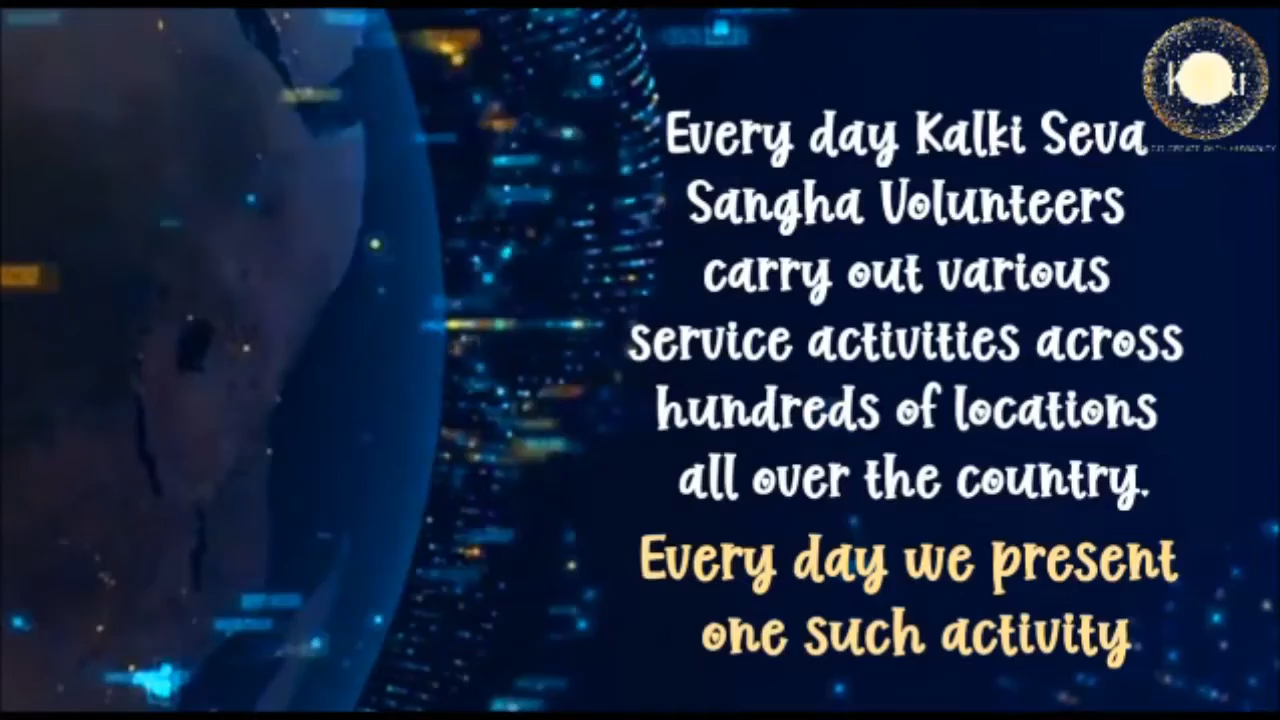 Every day Kalki Seva
Sangha Volunteers
carry out various
service activities across
hundreds of locations
all over the country.
Every day we present
one such activity